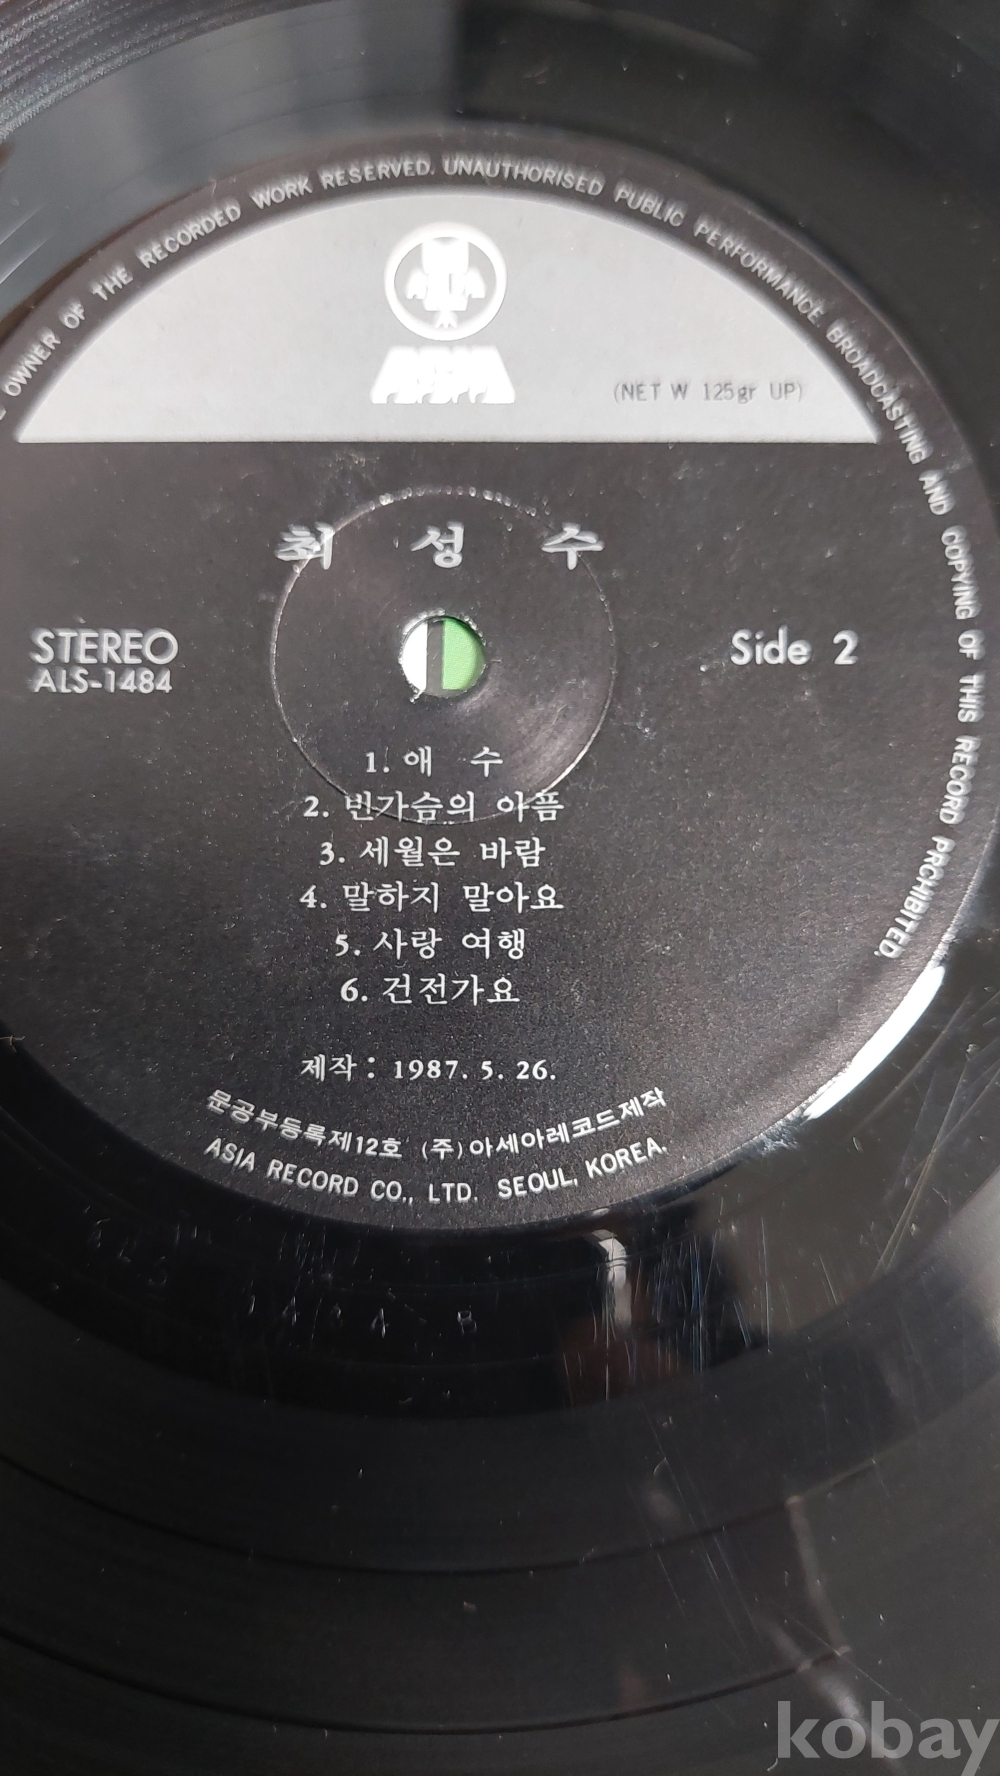 OWNER OF THE RECORDED WORK RESERVED. UNAUTHORISED PUBLIC PERFORMANCE. BROADCASTING AND COPYING OF THIS RECORD PROHIBITED.
ASIA
(NET W 125gr UP)
최 성 수
STEREO
ALS-1484
Side 2
1. 애 수
2. 빈가슴의 아픔
3. 세월은 바람
4. 말하지 말아요
5. 사랑 여행
6. 건전가요
제작 : 1987. 5. 26.
문공부등록제12호 (주)아세아레코드제작
ASIA RECORD CO., LTD. SEOUL, KOREA.
kobay